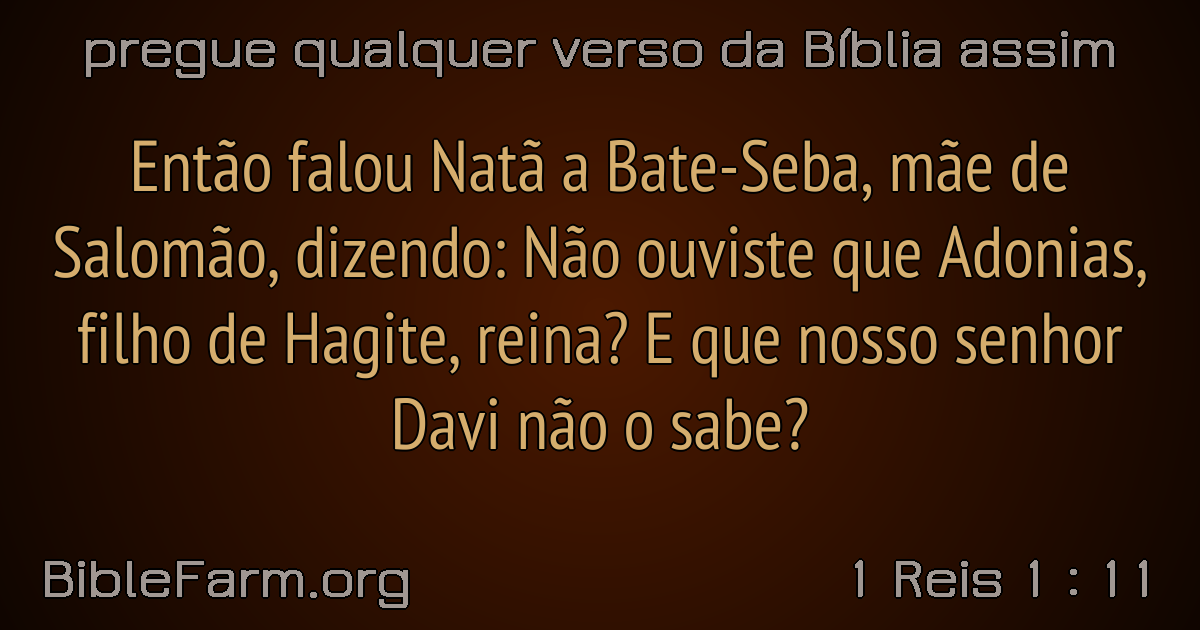 pregue qualquer verso da Bíblia assim
Então falou Natã a Bate-Seba, mãe de
Salomão, dizendo: Não ouviste que Adonias,
filho de Hagite, reina? E que nosso senhor
Davi não o sabe?
BibleFarm.org
1 Reis 1 : 11